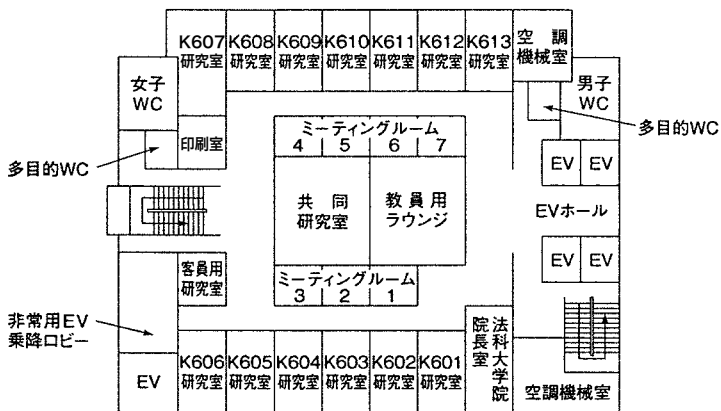 K607 K608 K609 K610 K611 K612 K613
研究室 研究室 研究室 研究室 研究室 研究室 研究室
空調
機械室
女子
WC
男子
WC
多目的WC
印刷室
多目的WC
ミーティングルーム
4 5 6 7
EV EV
共同
研究室
教員用
ラウンジ
EVホール
客員用
研究室
ミーティングルーム
3 2 1
EV EV
非常用EV
乗降ロビー
法科大学院
院長室
EV
K606 K605 K604 K603 K602 K601
研究室 研究室 研究室 研究室 研究室 研究室
空調機械室